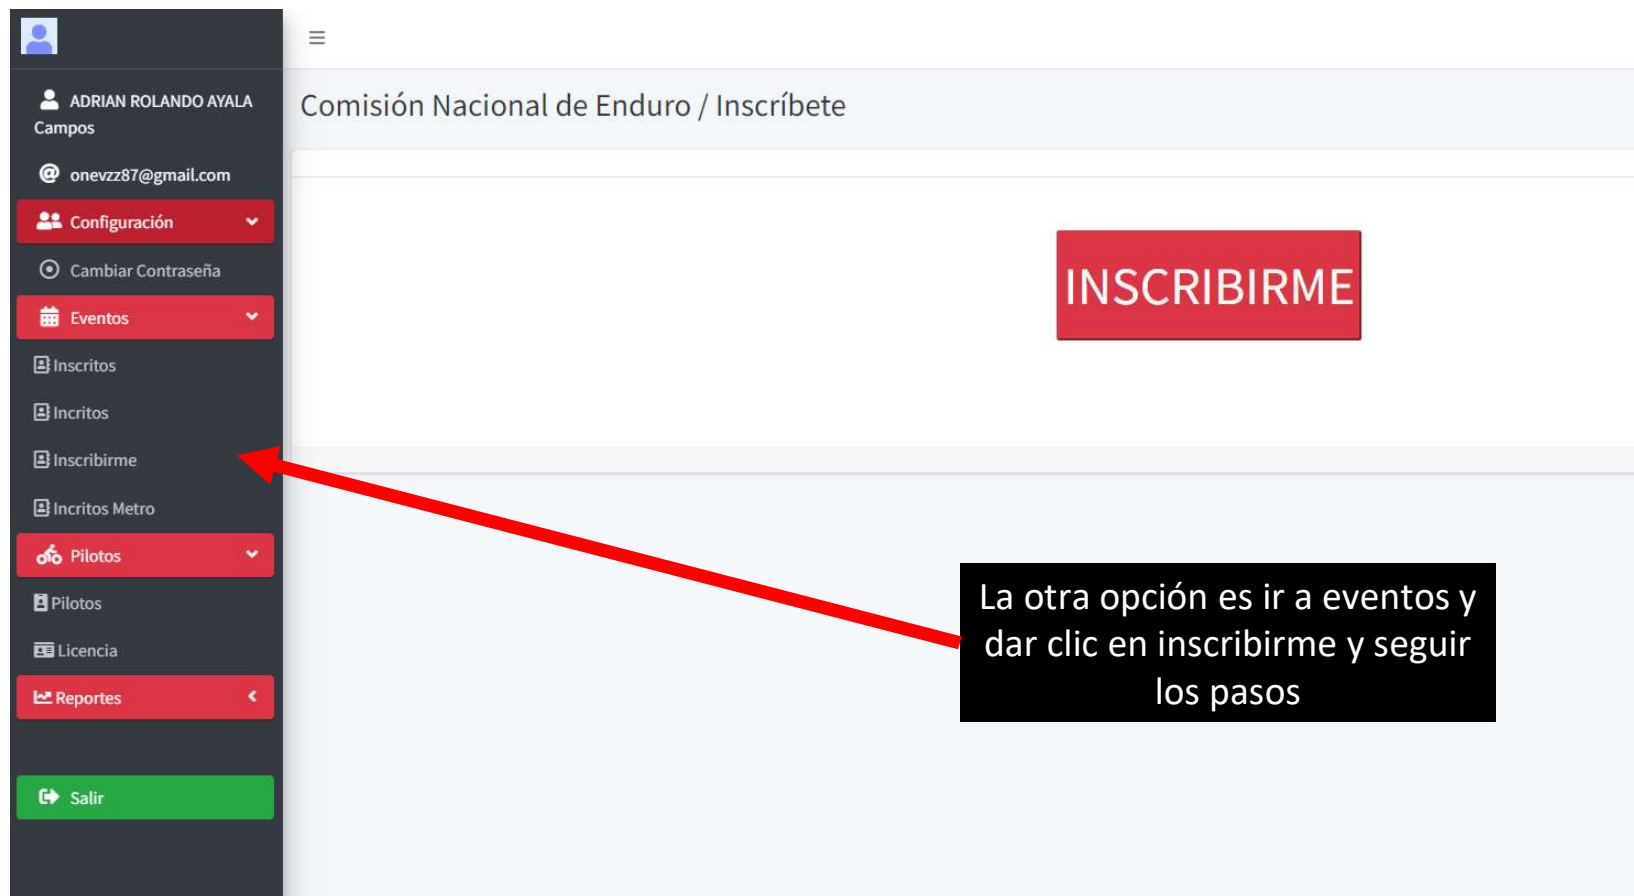 ADRIAN ROLANDO AYALA
Campos
onevzz87@gmail.com
Configuración
Cambiar Contraseña
Eventos
Inscritos
Incritos
Inscribirme
Incritos Metro
Pilotos
Pilotos
Licencia
Reportes
Salir
Comisión Nacional de Enduro / Inscríbete
INSCRIBIRME
La otra opción es ir a eventos y
dar clic en inscribirme y seguir
los pasos